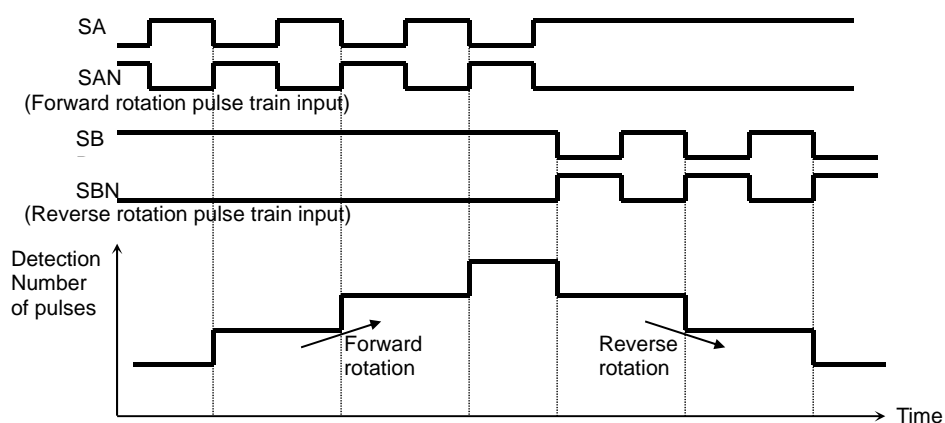 SA
SAN
(Forward rotation pulse train input)
SB
SBN
(Reverse rotation pulse train input)
Detection
Number
of pulses
Forward
rotation
Reverse
rotation
Time